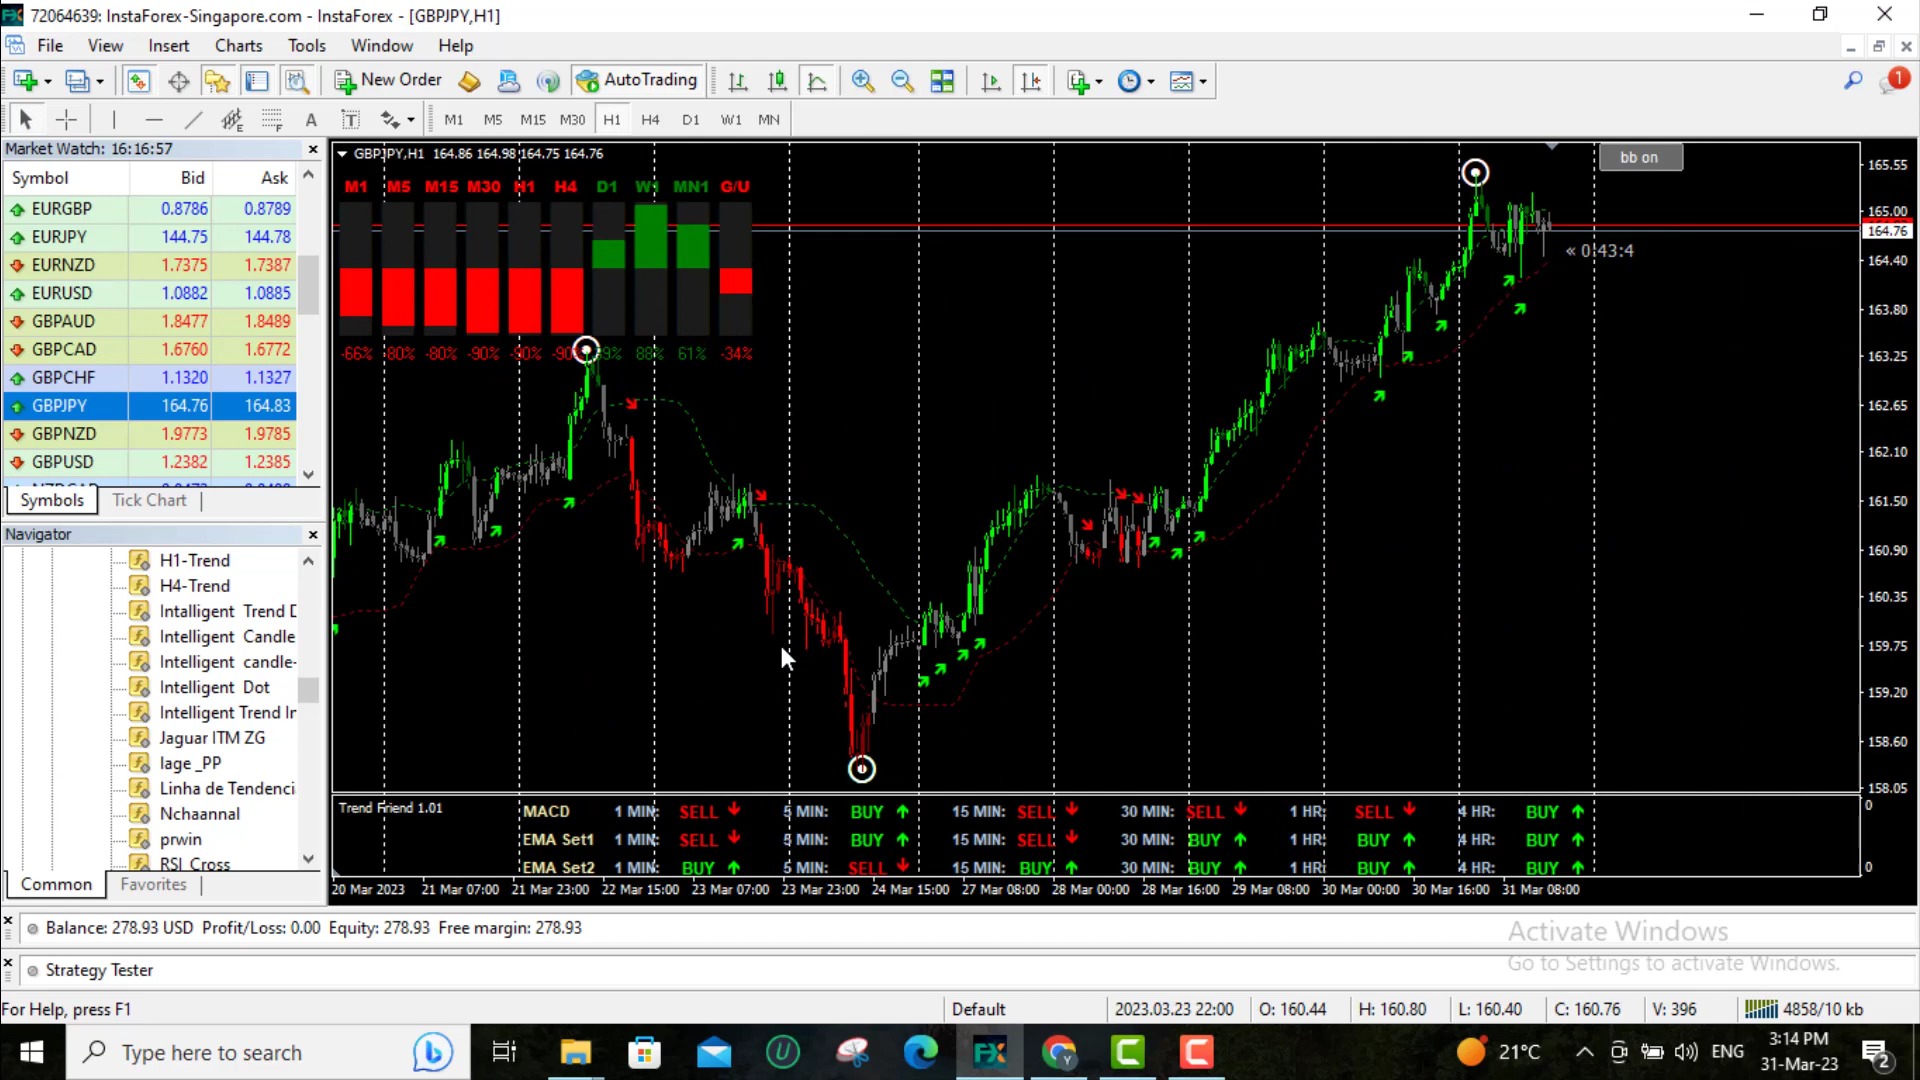 72064639: InstaForex-Singapore.com - InstaForex - [GBPJPY,H1]
File View Insert Charts Tools Window Help
New Order AutoTrading 1
A T M1 M5 M15 M30 H1 H4 D1 W1 MN
Market Watch: 16:16:57
Symbol Bid Ask
EURGBP 0.8786 0.8789
EURJPY 144.75 144.78
EURNZD 1.7375 1.7387
EURUSD 1.0882 1.0885
GBPAUD 1.8477 1.8489
GBPCAD 1.6760 1.6772
GBPCHF 1.1320 1.1327
GBPJPY 164.76 164.83
GBPNZD 1.9773 1.9785
GBPUSD 1.2382 1.2385
Symbols Tick Chart
Navigator
H1-Trend
H4-Trend
Intalligent Trend D
Intelligent Candle
Intelligent candle-
Intelligent Dot
Intelligent Trend In
Jaguar ITM ZG
lage _PP
Linha de Tendenci
Nchaannal
prwin
RSI Cross
Common Favorites
GBPJPY,H1 164.86 164.98 164.75 164.76
bb on
M1 M5 M15 M30 H1 H4 D1 W1 MN1 G/U
-66% -80% -80% -90% -90% 88% 61% -34%
« 0:43:4
165.55
165.00
164.76
164.40
163.80
163.25
162.65
162.10
161.50
160.90
160.35
159.75
159.20
158.60
158.05
Trend Friend 1.01
MACD 1 MIN: SELL 5 MIN: BUY 15 MIN: SELL 30 MIN: SELL 1 HR: SELL 4 HR: BUY
EMA Set1 1 MIN: SELL 5 MIN: BUY 15 MIN: SELL 30 MIN: BUY 1 HR: BUY 4 HR: BUY
EMA Set2 1 MIN: BUY 5 MIN: SELL 15 MIN: BUY 30 MIN: BUY 1 HR: BUY 4 HR: BUY
0
0
20 Mar 2023 21 Mar 07:00 21 Mar 23:00 22 Mar 15:00 23 Mar 07:00 23 Mar 23:00 24 Mar 15:00 27 Mar 08:00 28 Mar 00:00 28 Mar 16:00 29 Mar 08:00 30 Mar 00:00 30 Mar 16:00 31 Mar 08:00
Balance: 278.93 USD Profit/Loss: 0.00 Equity: 278.93 Free margin: 278.93
Activate Windows
Go to Settings to activate Windows.
Strategy Tester
For Help, press F1 Default 2023.03.23 22:00 O: 160.44 H: 160.80 L: 160.40 C: 160.76 V: 396 4858/10 kb
Type here to search 21°C ENG 3:14 PM
31-Mar-23 2